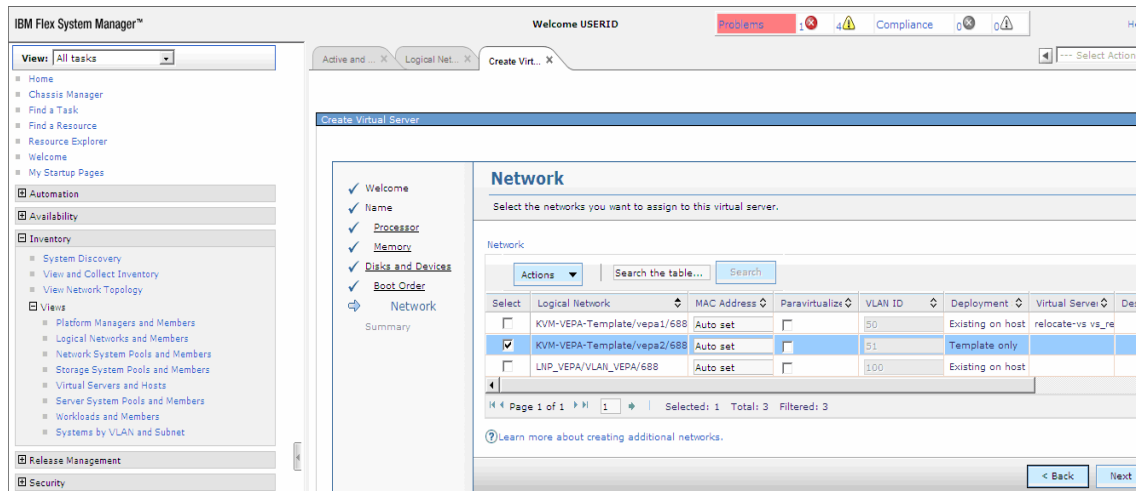 IBM Flex System Manager™
Welcome USERID
Problems 1 4 Compliance 0 0
View: All tasks
Active and ... X Logical Net... X Create Virt... X
--- Select Action
Home
Chassis Manager
Find a Task
Find a Resource
Resource Explorer
Welcome
My Startup Pages
Automation
Availability
Inventory
System Discovery
View and Collect Inventory
View Network Topology
Views
Platform Managers and Members
Logical Networks and Members
Network System Pools and Members
Storage System Pools and Members
Virtual Servers and Hosts
Server System Pools and Members
Workloads and Members
Systems by VLAN and Subnet
Release Management
Security
Create Virtual Server
Welcome
Name
Processor
Memory
Disks and Devices
Boot Order
Network
Summary
Network
Select the networks you want to assign to this virtual server.
Network
Actions Search the table... Search
Select Logical Network MAC Address Paravirtualize VLAN ID Deployment Virtual Server Des
KVM-VEPA-Template/vepa1/688 Auto set 50 Existing on host relocate-vs vs_re
KVM-VEPA-Template/vepa2/688 Auto set 51 Template only
LNP_VEPA/VLAN_VEPA/688 Auto set 100 Existing on host
Page 1 of 1 1 Selected: 1 Total: 3 Filtered: 3
?Learn more about creating additional networks.
< Back Next